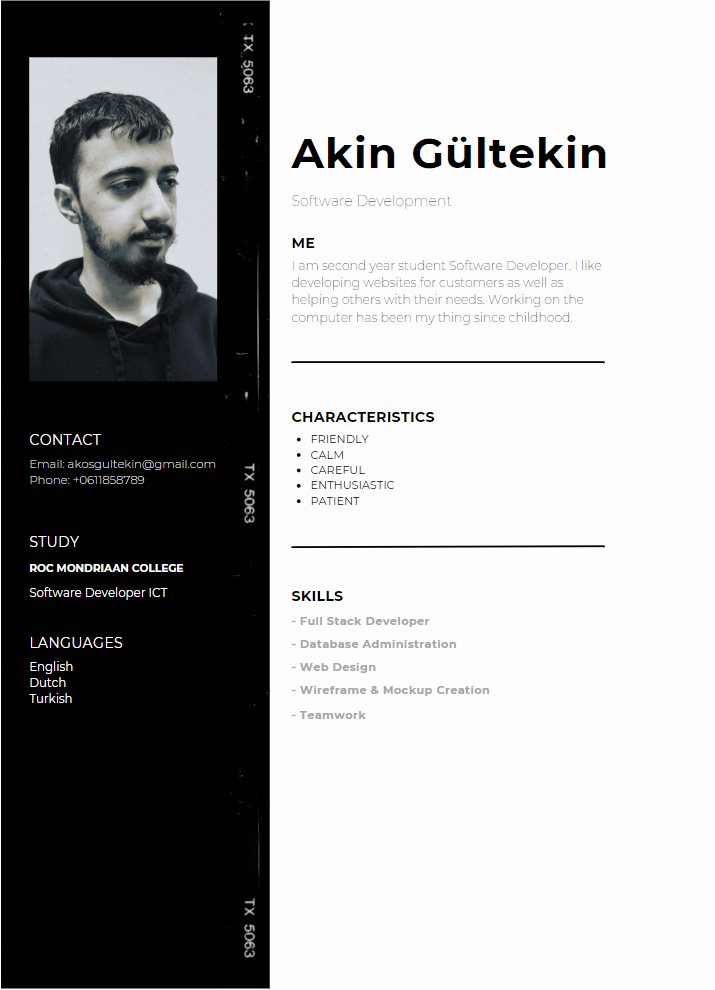 TX 5063
Akin Gültekin
Software Development
ME
I am second year student Software Developer. I like
developing websites for customers as well as
helping others with their needs. Working on the
computer has been my thing since childhood.
CHARACTERISTICS
• FRIENDLY
• CALM
• CAREFUL
• ENTHUSIASTIC
• PATIENT
SKILLS
- Full Stack Developer
- Database Administration
- Web Design
- Wireframe & Mockup Creation
- Teamwork
CONTACT
Email: akosgultekin@gmail.com
Phone: +0611858789
TX 5063
STUDY
ROC MONDRIAAN COLLEGE
Software Developer ICT
LANGUAGES
English
Dutch
Turkish
TX 5063